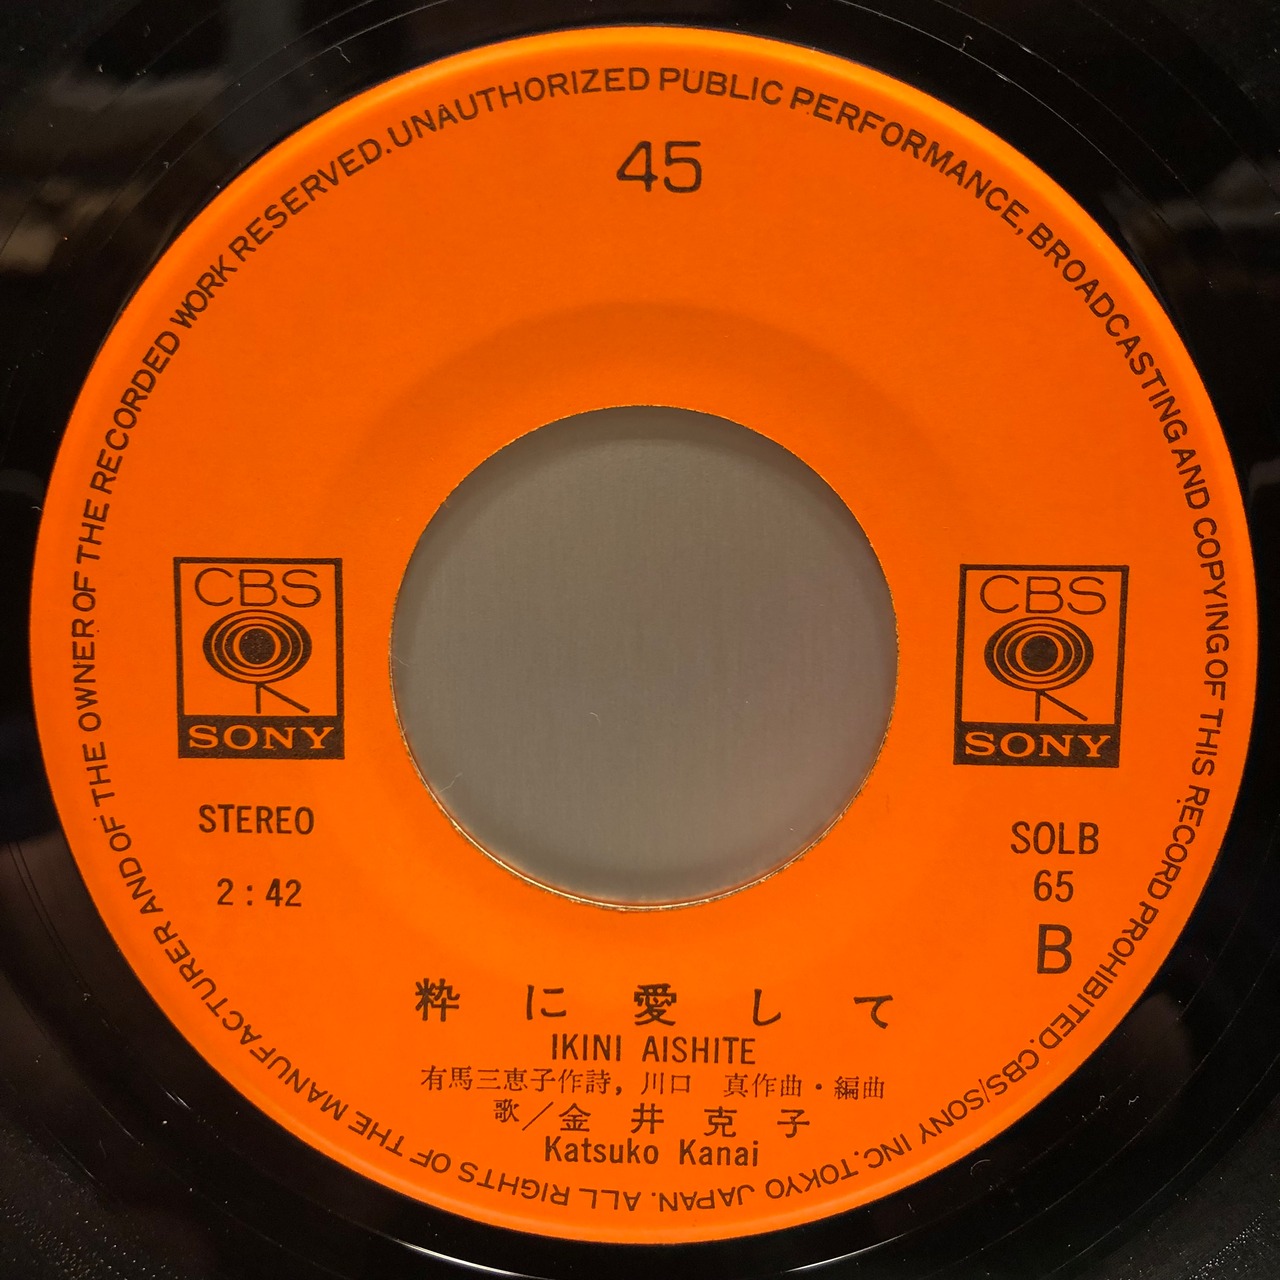 UNAUTHORIZED PUBLIC PERFORMANCE, BROADCASTING AND COPYING OF THIS RECORD PROHIBITED. CBS/SONY INC. TOKYO JAPAN. ALL RIGHTS OF THE MANUFACTURER AND OF THE OWNER OF THE RECORDED WORK RESERVED.
45
CBS
SONY
CBS
SONY
STEREO
2:42
SOLB
65
B
粋に愛して
IKINI AISHITE
有馬三恵子作詩, 川口 真作曲・編曲
歌／金井克子
Katsuko Kanai